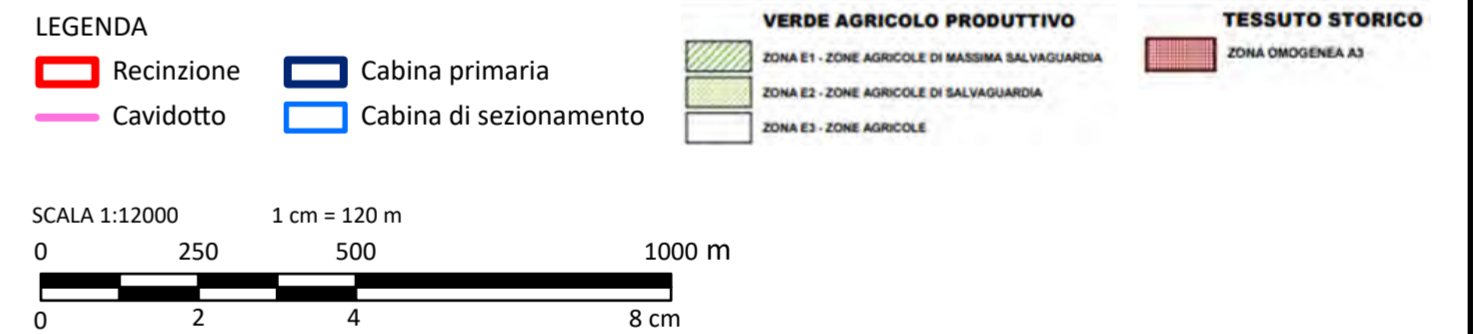 LEGENDA
Recinzione
Cabina primaria
Cavidotto
Cabina di sezionamento
VERDE AGRICOLO PRODUTTIVO
ZONA E1 - ZONE AGRICOLE DI MASSIMA SALVAGUARDIA
ZONA E2 - ZONE AGRICOLE DI SALVAGUARDIA
ZONA E3 - ZONE AGRICOLE
TESSUTO STORICO
ZONA OMOGENEA A3
SCALA 1:12000 1 cm = 120 m
0 250 500 1000 m
0 2 4 8 cm